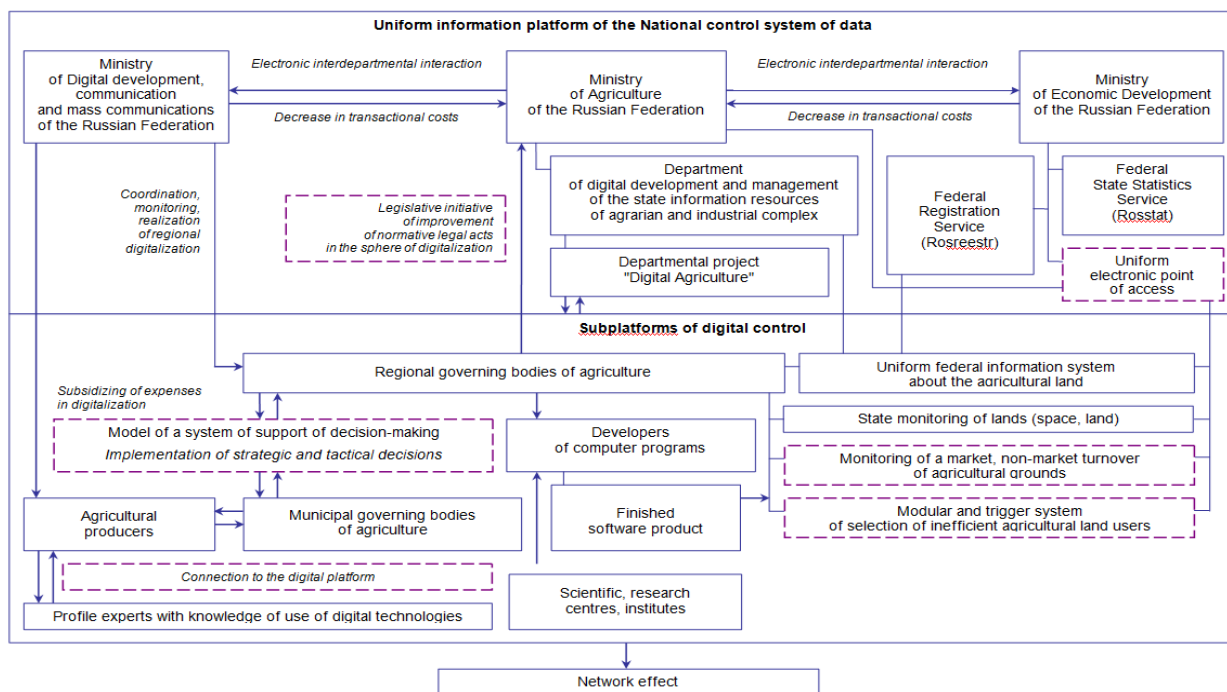 Uniform information platform of the National control system of data
Ministry
of Digital development,
communication
and mass communications
of the Russian Federation
Electronic interdepartmental interaction
Decrease in transactional costs
Ministry
of Agriculture
of the Russian Federation
Electronic interdepartmental interaction
Decrease in transactional costs
Ministry
of Economic Development
of the Russian Federation
Coordination,
monitoring,
realization
of regional
digitalization
Legislative initiative
of improvement
of normative legal acts
in the sphere of digitalization
Department
of digital development and management
of the state information resources
of agrarian and industrial complex
Departmental project
"Digital Agriculture"
Federal
Registration
Service
(Rosreestr)
Federal
State Statistics
Service
(Rosstat)
Uniform
electronic point
of access
Subplatforms of digital control
Regional governing bodies of agriculture
Uniform federal information system
about the agricultural land
Subsidizing of expenses
in digitalization
Model of a system of support of decision-making
Implementation of strategic and tactical decisions
Developers
of computer programs
State monitoring of lands (space, land)
Monitoring of a market, non-market turnover
of agricultural grounds
Modular and trigger system
of selection of inefficient agricultural land users
Agricultural
producers
Municipal governing bodies
of agriculture
Finished
software product
Connection to the digital platform
Profile experts with knowledge of use of digital technologies
Scientific, research
centres, institutes
Network effect